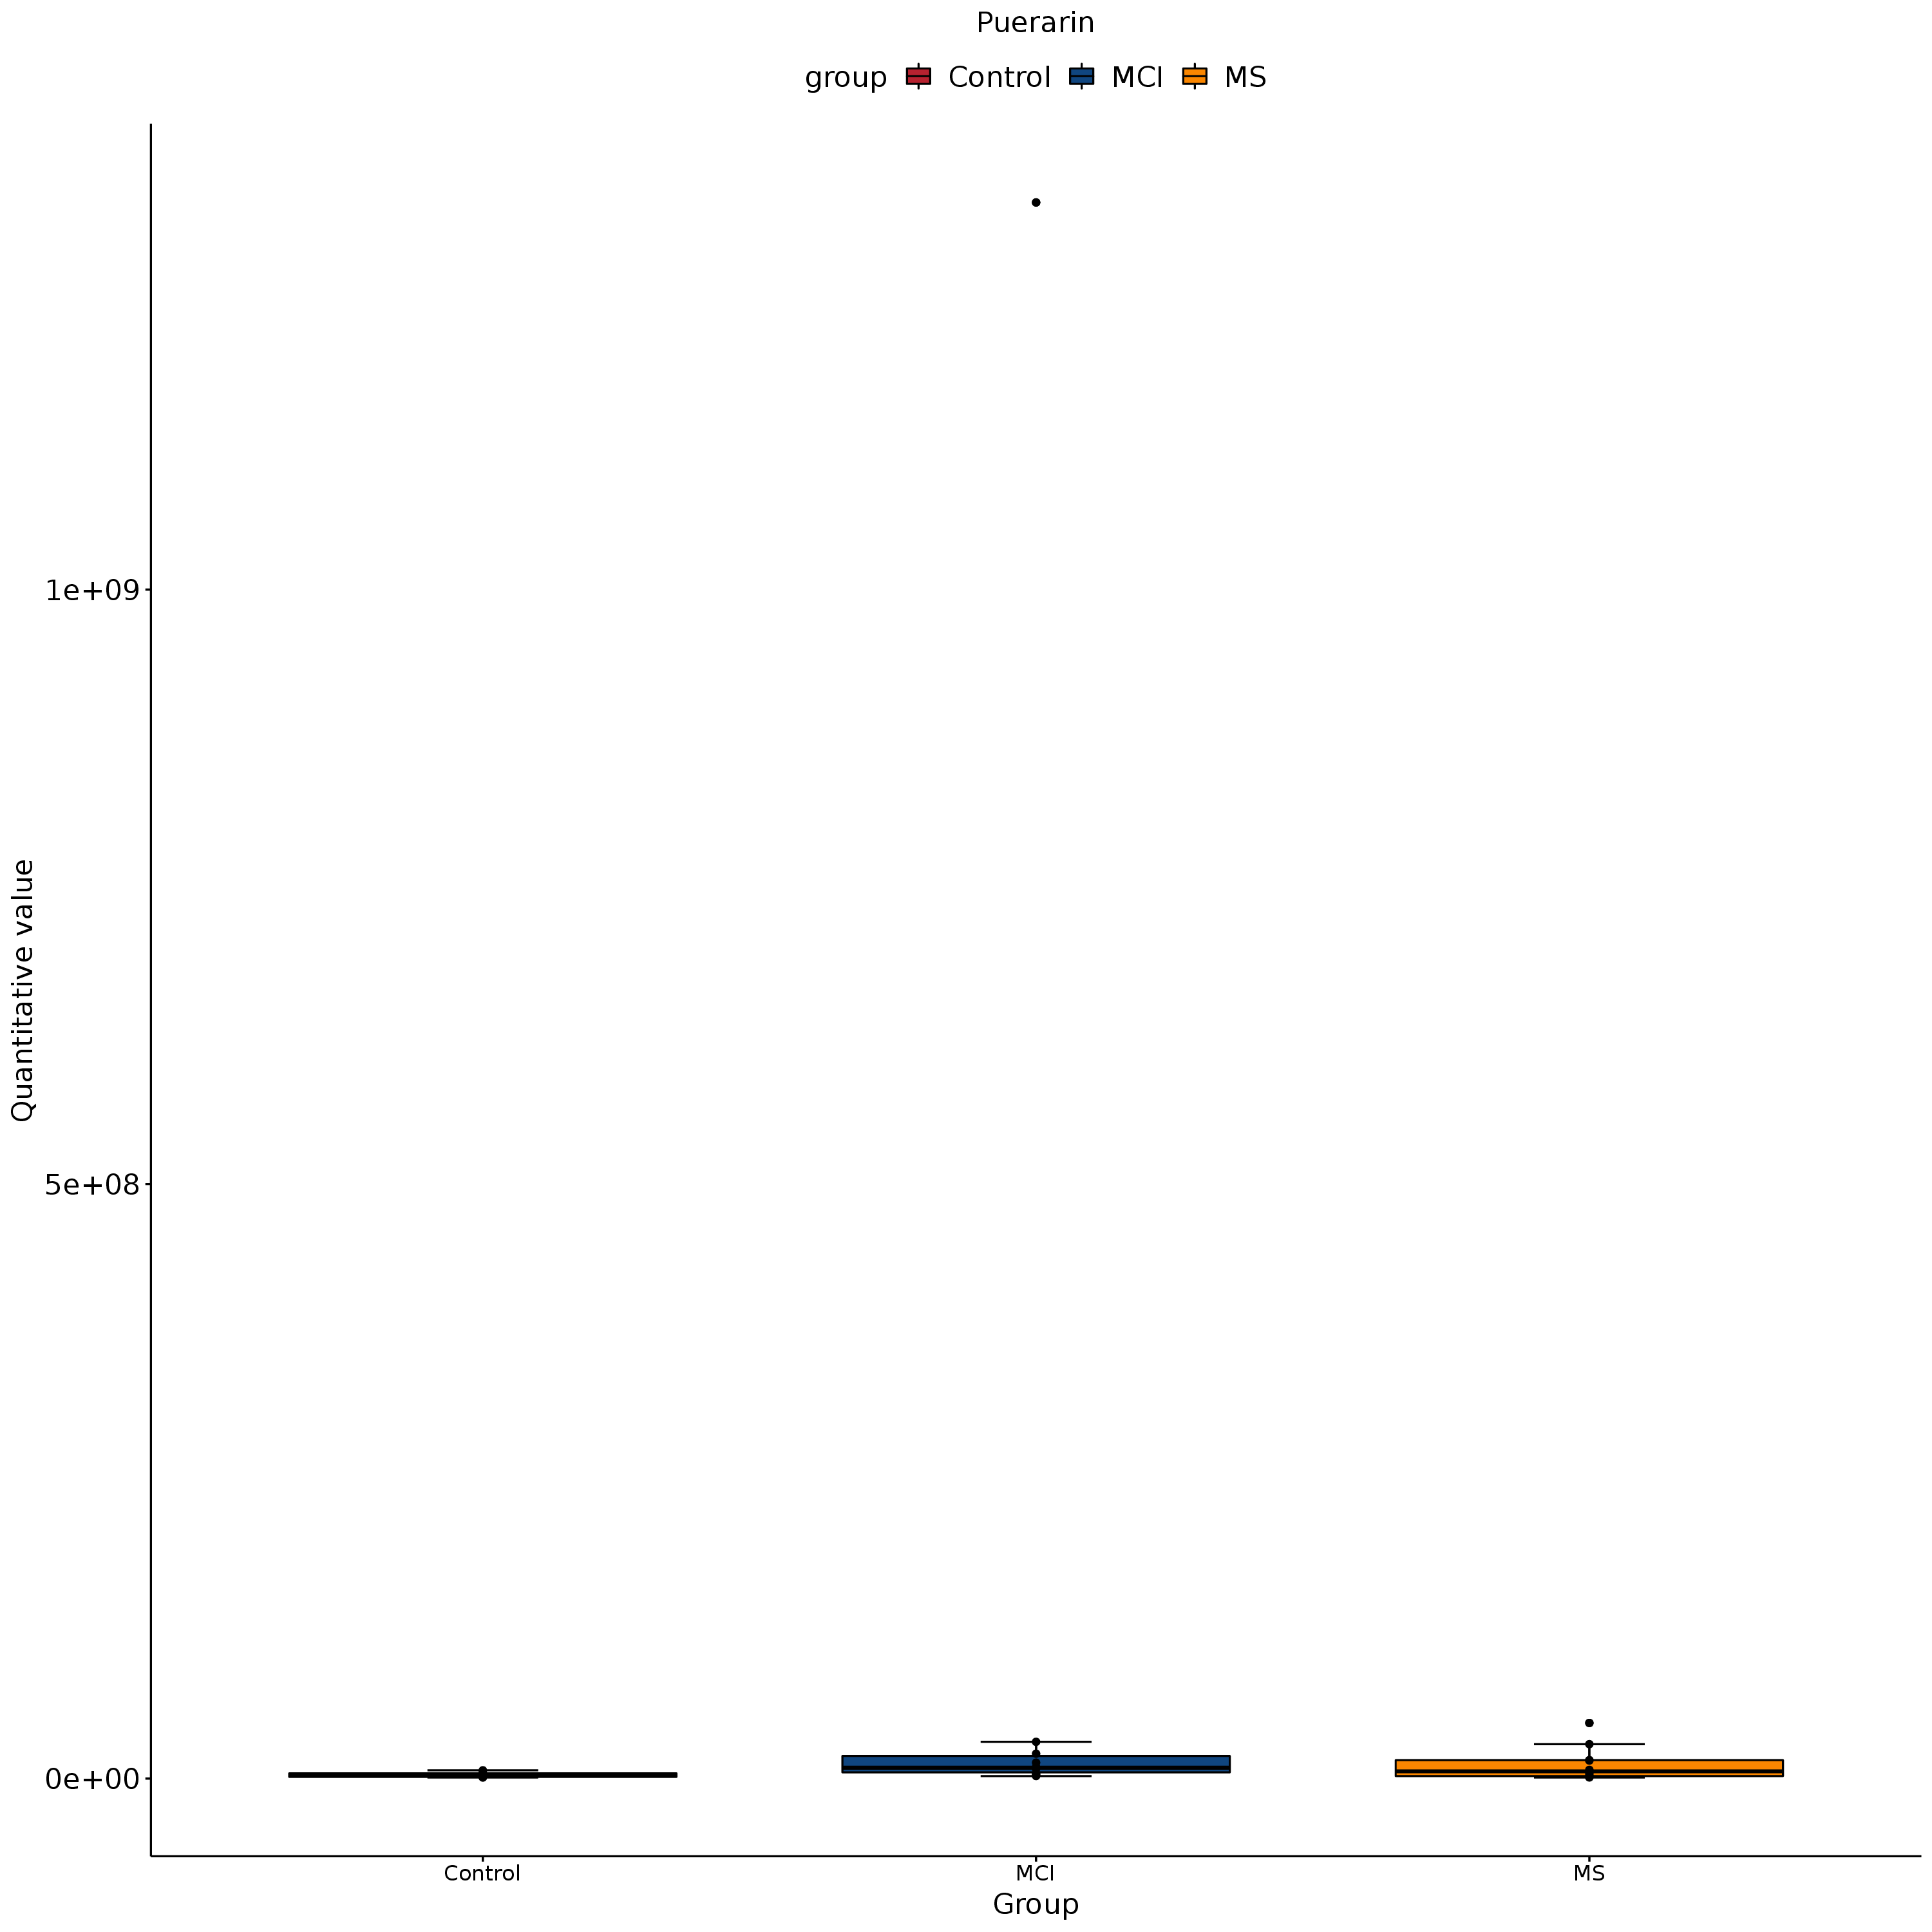 Puerarin
group Control MCI MS
Quantitative value
1e+09
5e+08
0e+00
Control MCI MS
Group